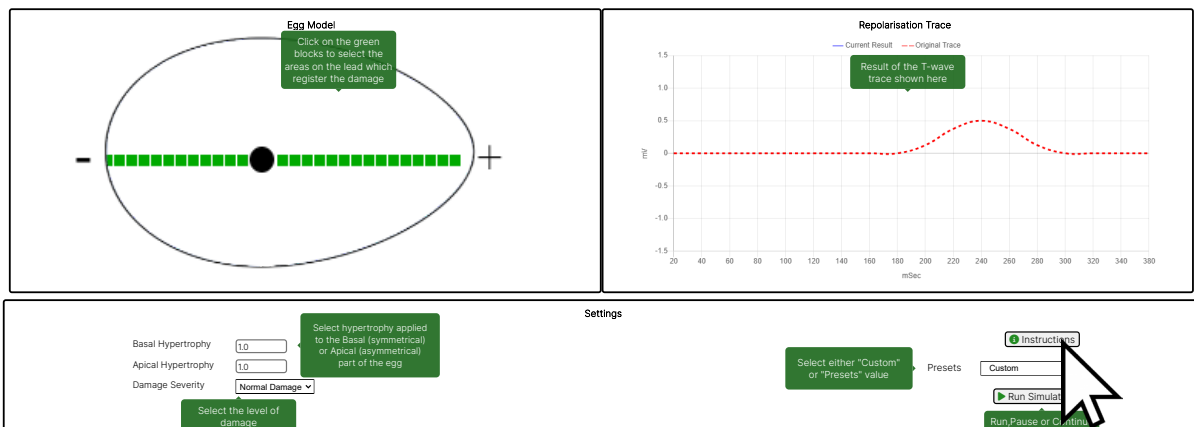 Egg Model
Click on the green
blocks to select the
areas on the lead which
register the damage
-
+
Repolarisation Trace
Current Result
Original Trace
Result of the T-wave
trace shown here
1.5
1.0
0.5
0
-0.5
-1.0
-1.5
mV
20 40 60 80 100 120 140 160 180 200 220 240 260 280 300 320 340 360 380
mSec
Settings
Basal Hypertrophy
1.0
Apical Hypertrophy
1.0
Damage Severity
Normal Damage
Select hypertrophy applied
to the Basal (symmetrical)
or Apical (asymmetrical)
part of the egg
Select the level of
damage
Instructions
Select either "Custom"
or "Presets" value
Presets
Custom
Run Simulat
Run,Pause or Continue